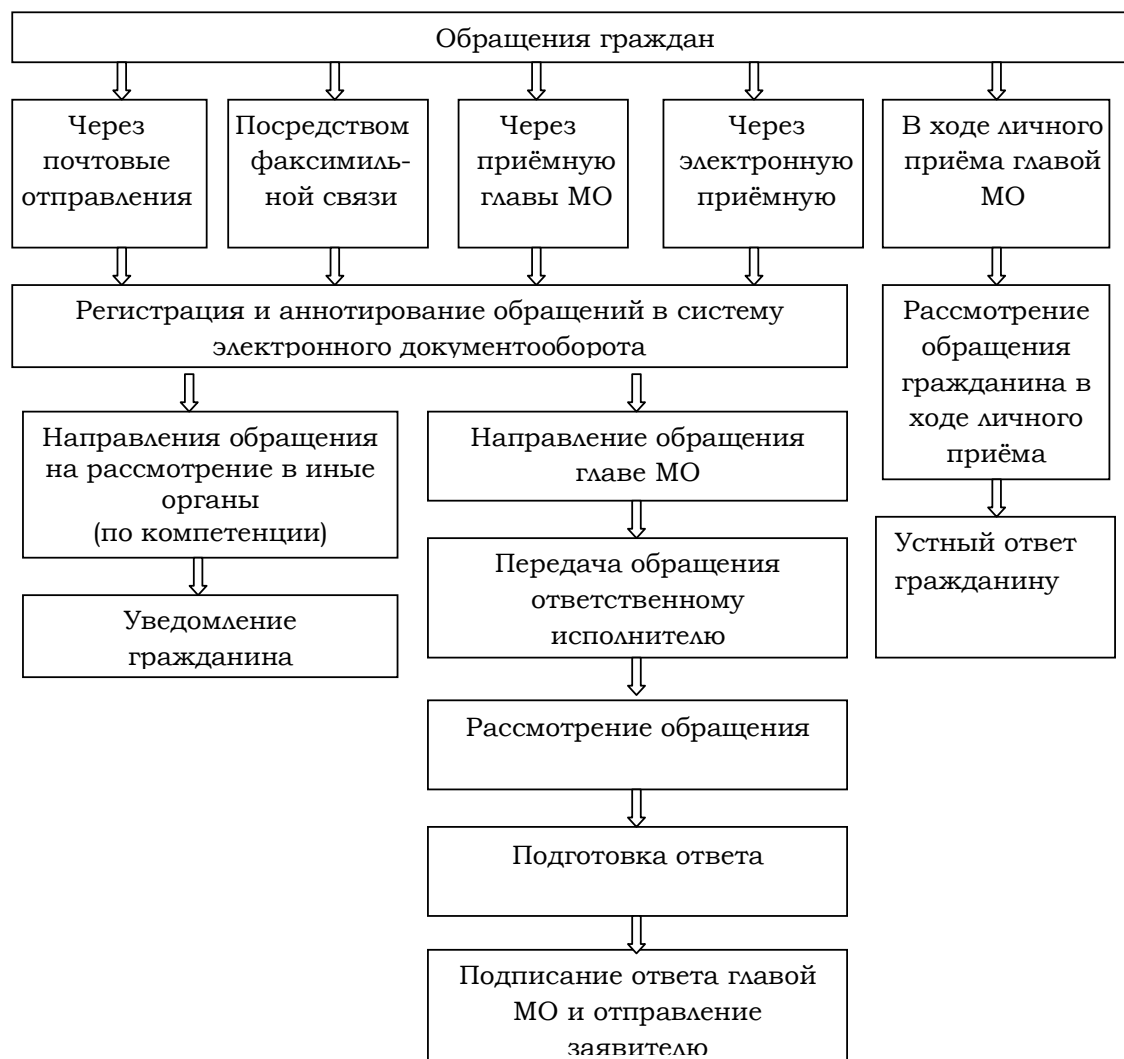 Обращения граждан
Через
почтовые
отправления
Посредством
факсимиль-
ной связи
Через
приёмную
главы МО
Через
электронную
приёмную
В ходе личного
приёма главой
МО
Регистрация и аннотирование обращений в систему
электронного документооборота
Рассмотрение
обращения
гражданина в
ходе личного
приёма
Направления обращения
на рассмотрение в иные
органы
(по компетенции)
Направление обращения
главе МО
Устный ответ
гражданину
Передача обращения
ответственному
исполнителю
Уведомление
гражданина
Рассмотрение обращения
Подготовка ответа
Подписание ответа главой
МО и отправление
заявителю